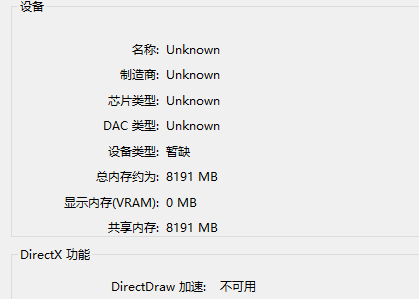 设备
名称: Unknown
制造商: Unknown
芯片类型: Unknown
DAC 类型: Unknown
设备类型: 暂缺
总内存约为: 8191 MB
显示内存(VRAM): 0 MB
共享内存: 8191 MB
DirectX 功能
DirectDraw 加速: 不可用